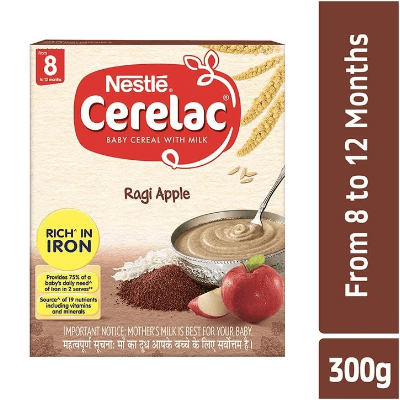 From
8
to 12 months
Nestlé®
Cerelac®
BABY CEREAL WITH MILK
Ragi Apple
RICH^ IN
IRON
Provides 75% of a
baby's daily need^
of iron in 2 serves**
Source^ of 19 nutrients
including vitamins
and minerals
IMPORTANT NOTICE: MOTHER'S MILK IS BEST FOR YOUR BABY
महत्वपूर्ण सूचना: माँ का दूध आपके बच्चे के लिए सर्वोत्तम है।
From 8 to 12 Months
300g